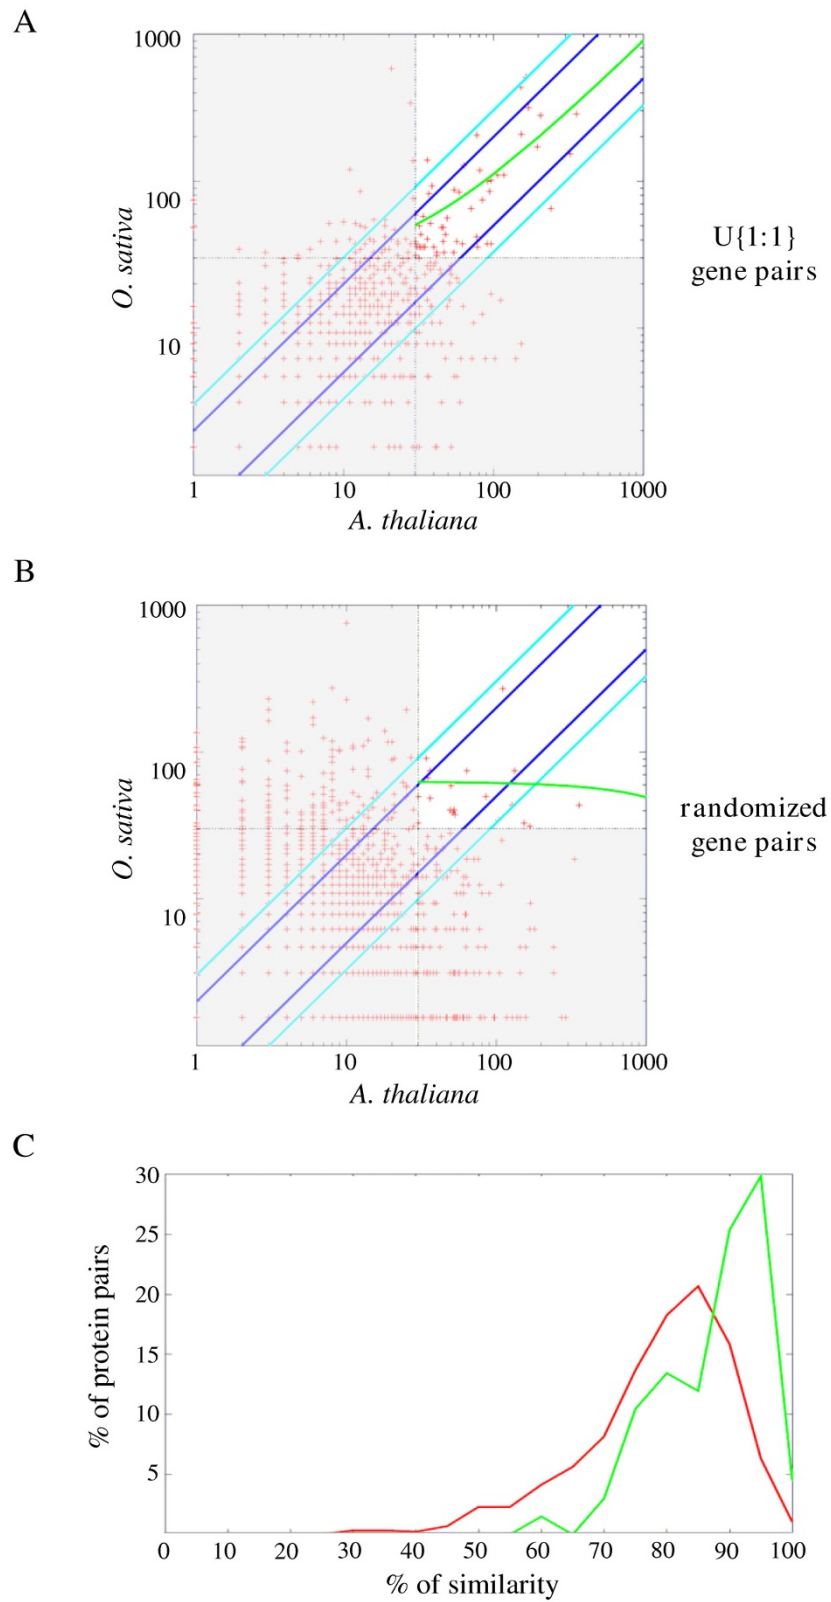 A
1000
100
10
O. sativa
1
10
100
1000
A. thaliana
U{1:1}
gene pairs
B
1000
100
10
O. sativa
1
10
100
1000
A. thaliana
randomized
gene pairs
C
30
25
20
15
10
5
% of protein pairs
0
10
20
30
40
50
60
70
80
90
100
% of similarity